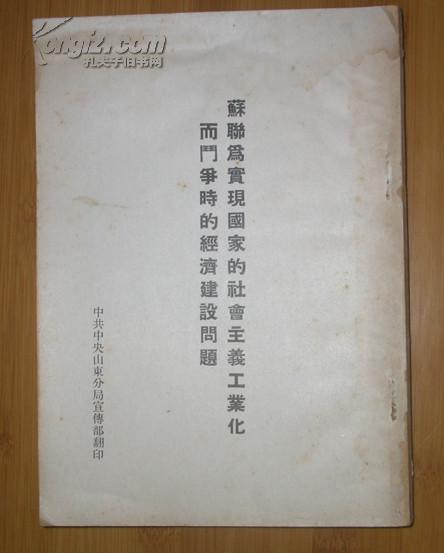 蘇聯爲實現國家的社會主義工業化
而鬥爭時的經濟建設問題
中共中央山東分局宣傳部翻印
Kongfz.com
孔夫子旧书网